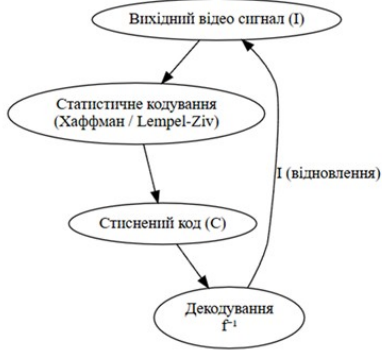 Вихідний відео сигнал (I)
Статистичне кодування
(Хаффман / Lempel-Ziv)
I (відновлення)
Стиснений код (C)
Декодування
f⁻¹